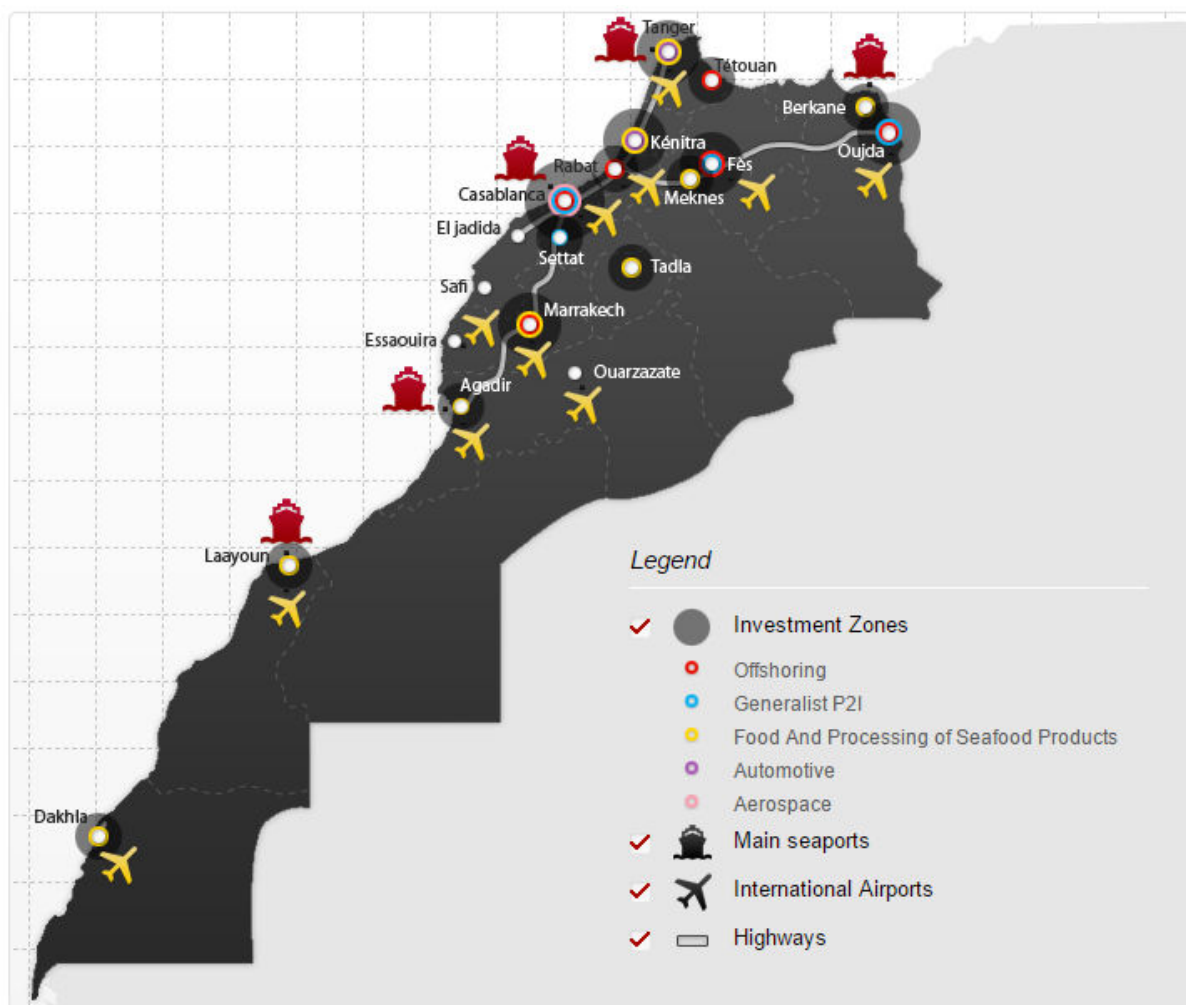 Tanger
Tétouan
Berkane
Kénitra
Oujda
Rabat
Fès
Meknes
Casablanca
El jadida
Settat
Tadla
Safi
Marrakech
Essaouira
Ouarzazate
Agadir
Laayoun
Dakhla
Legend
Investment Zones
Offshoring
Generalist P2I
Food And Processing of Seafood Products
Automotive
Aerospace
Main seaports
International Airports
Highways